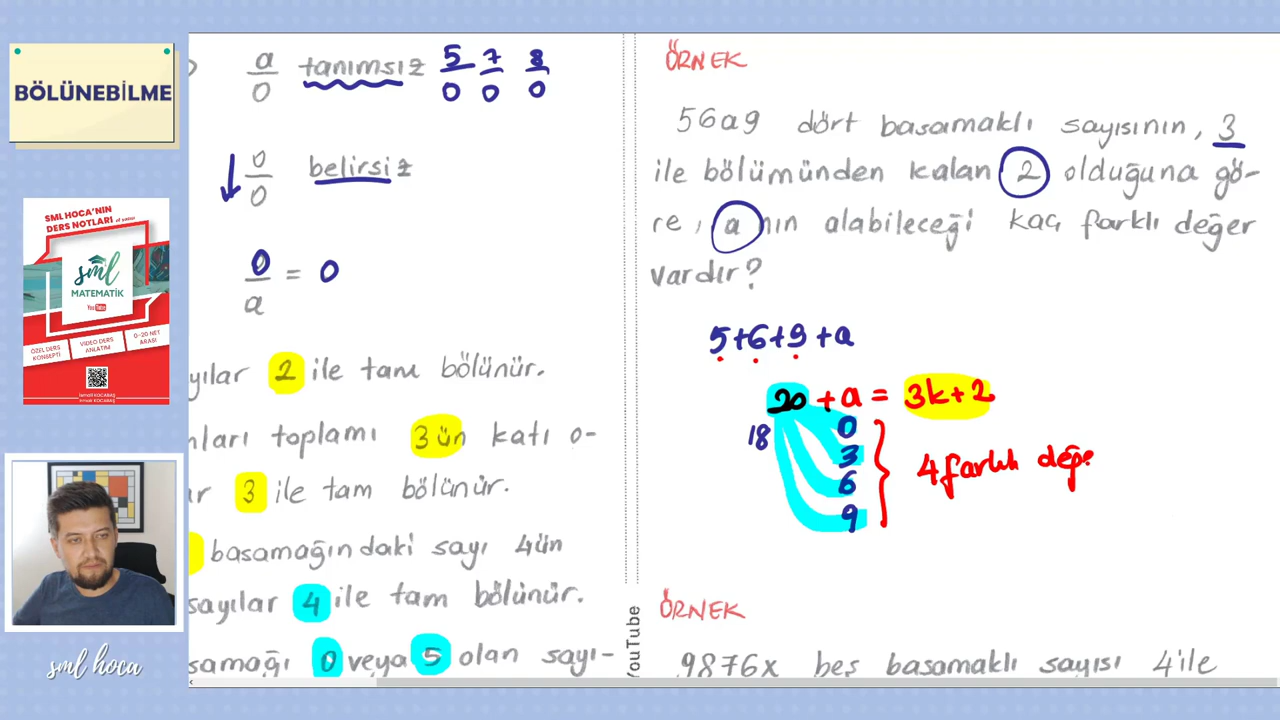 BÖLÜNEBİLME
SML HOCA'NIN
DERS NOTLARI
sml
MATEMATİK
YouTube
ÖZEL DERS
KONSEPTİ
VİDEO DERS
ANLATIM
0-20 NET
ARASI
İsmail KOCABAŞ
sml hoca
a/0 tanımsız 5/0 7/0 8/0
0/0 belirsiz
0/a = 0
yılar 2 ile tam bölünür.
nları toplamı 3 ün katı o-
ar 3 ile tam bölünür.
basamağındaki sayı 4ün
sayılar 4 ile tam bölünür.
samağı 0 veya 5 olan sayı-
YouTube
ÖRNEK
56a9 dört basamaklı sayısının, 3
ile bölümünden kalan 2 olduğuna gö-
re, a nın alabileceği kaç farklı değer
vardır?
5+6+9+a
20 + a = 3k+2
18 0
3
6
9
4 farklı değe
ÖRNEK
9876x beş basamaklı sayısı 4 ile